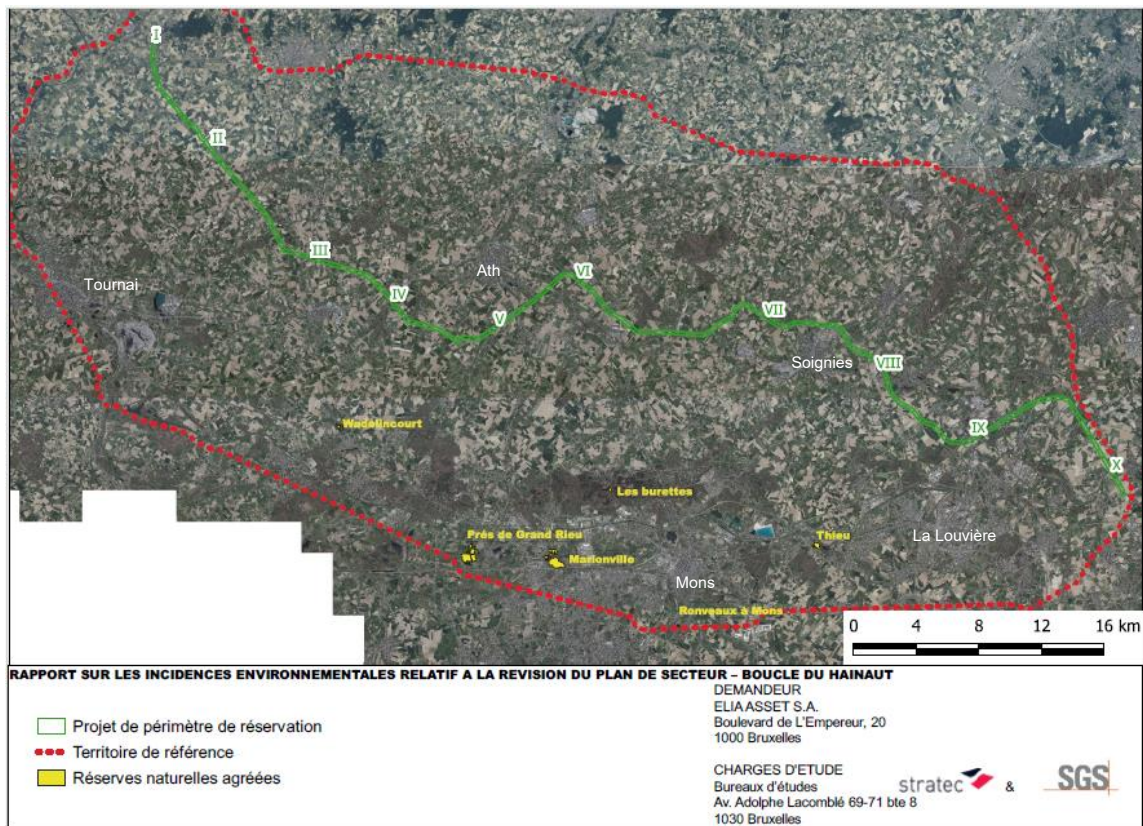 I
II
III
Ath
VI
Tournai
IV
V
VII
Soignies
VIII
Wadelincourt
IX
X
Les burettes
Prés de Grand Rieu
Marionville
Thieu
La Louvière
Mons
Ronveaux à Mons
0 4 8 12 16 km
RAPPORT SUR LES INCIDENCES ENVIRONNEMENTALES RELATIF A LA REVISION DU PLAN DE SECTEUR – BOUCLE DU HAINAUT
Projet de périmètre de réservation
Territoire de référence
Réserves naturelles agréées
DEMANDEUR
ELIA ASSET S.A.
Boulevard de L'Empereur, 20
1000 Bruxelles
CHARGES D'ETUDE
Bureaux d'études
Av. Adolphe Lacomblé 69-71 bte 8
1030 Bruxelles
stratec & SGS